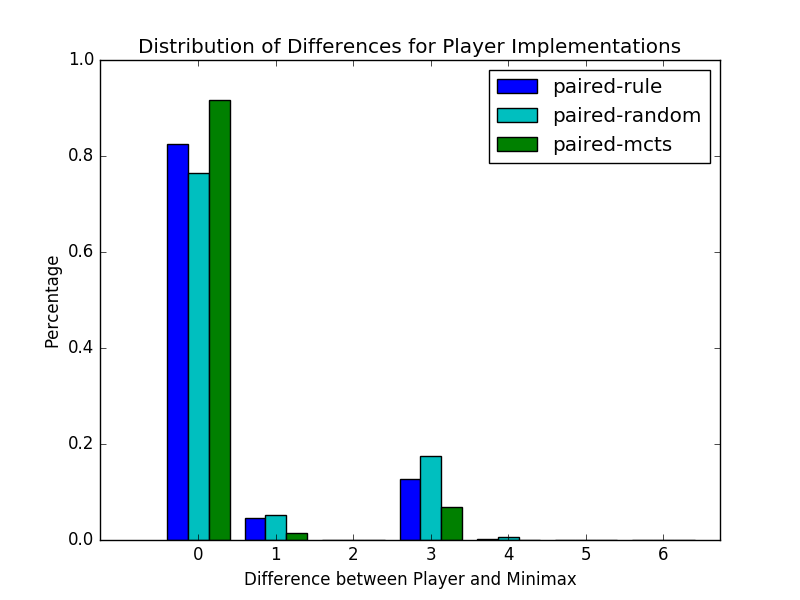 Distribution of Differences for Player Implementations
1.0
0.8
0.6
0.4
0.2
0.0
Percentage
paired-rule
paired-random
paired-mcts
0 1 2 3 4 5 6
Difference between Player and Minimax